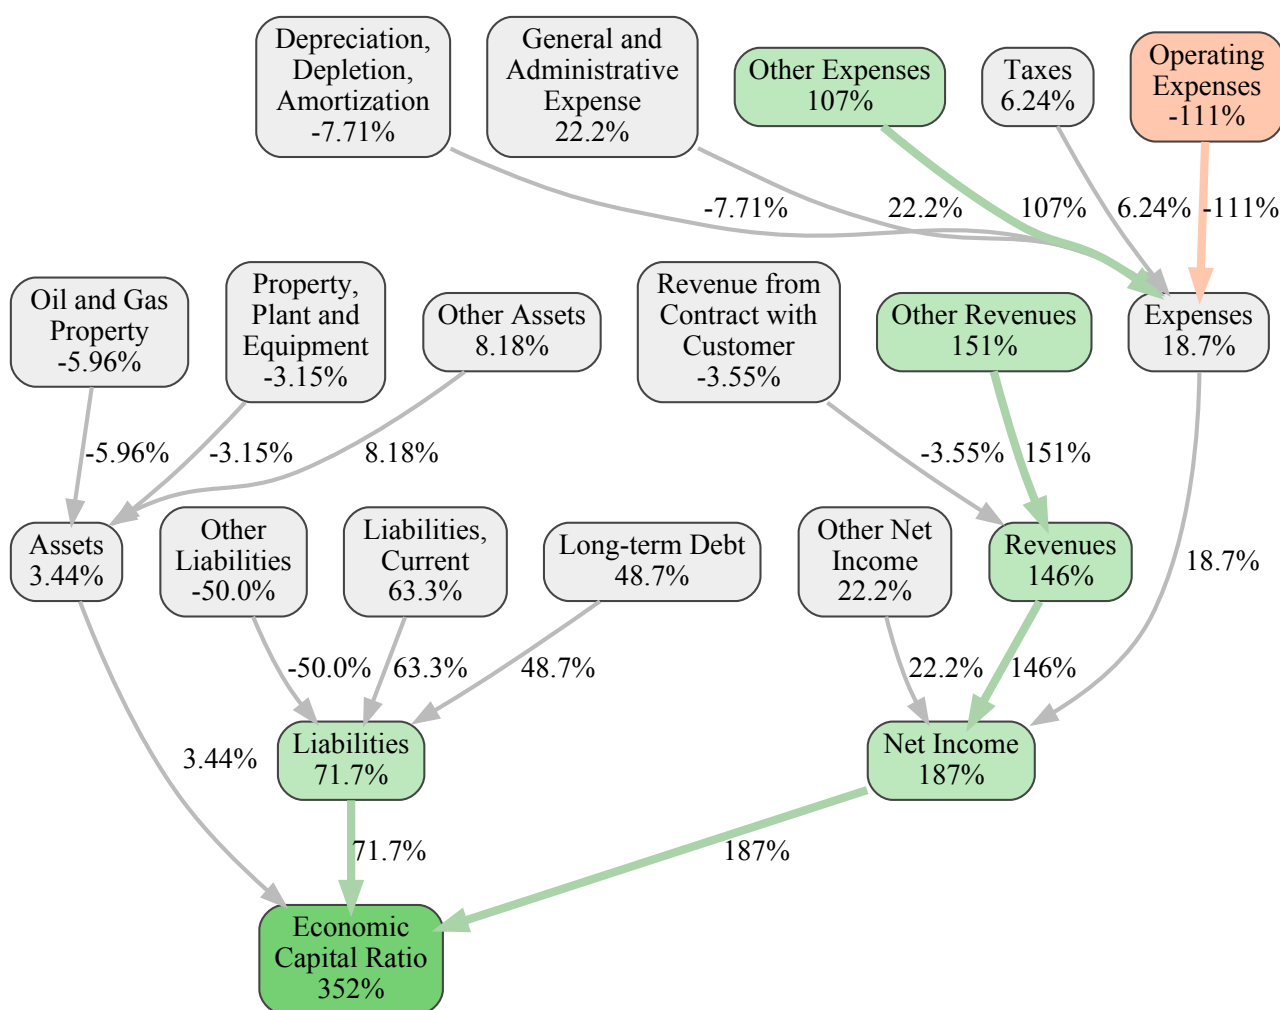 Depreciation,
Depletion,
Amortization
-7.71%
General and
Administrative
Expense
22.2%
Other Expenses
107%
Taxes
6.24%
Operating
Expenses
-111%
-7.71%
22.2%
107%
6.24%
-111%
Oil and Gas
Property
-5.96%
Property,
Plant and
Equipment
-3.15%
Other Assets
8.18%
Revenue from
Contract with
Customer
-3.55%
Other Revenues
151%
Expenses
18.7%
-5.96%
-3.15%
8.18%
-3.55%
151%
Assets
3.44%
Other
Liabilities
-50.0%
Liabilities,
Current
63.3%
Long-term Debt
48.7%
Other Net
Income
22.2%
Revenues
146%
18.7%
-50.0%
63.3%
48.7%
22.2%
146%
3.44%
Liabilities
71.7%
Net Income
187%
71.7%
187%
Economic
Capital Ratio
352%